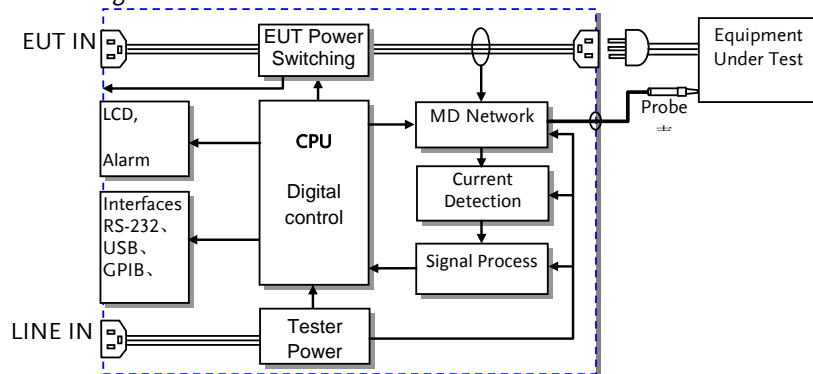 EUT IN
EUT Power
Switching
Equipment
Under Test
Probe
LCD,
Alarm
CPU
Digital
control
MD Network
Current
Detection
Interfaces
RS-232、
USB、
GPIB、
Signal Process
LINE IN
Tester
Power